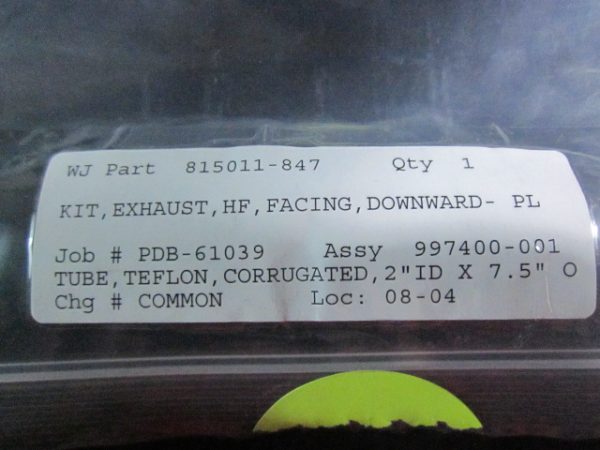 WJ Part 815011-847 Qty 1
KIT,EXHAUST,HF,FACING,DOWNWARD- PL
Job # PDB-61039 Assy 997400-001
TUBE,TEFLON,CORRUGATED,2"ID X 7.5" O
Chg # COMMON Loc: 08-04